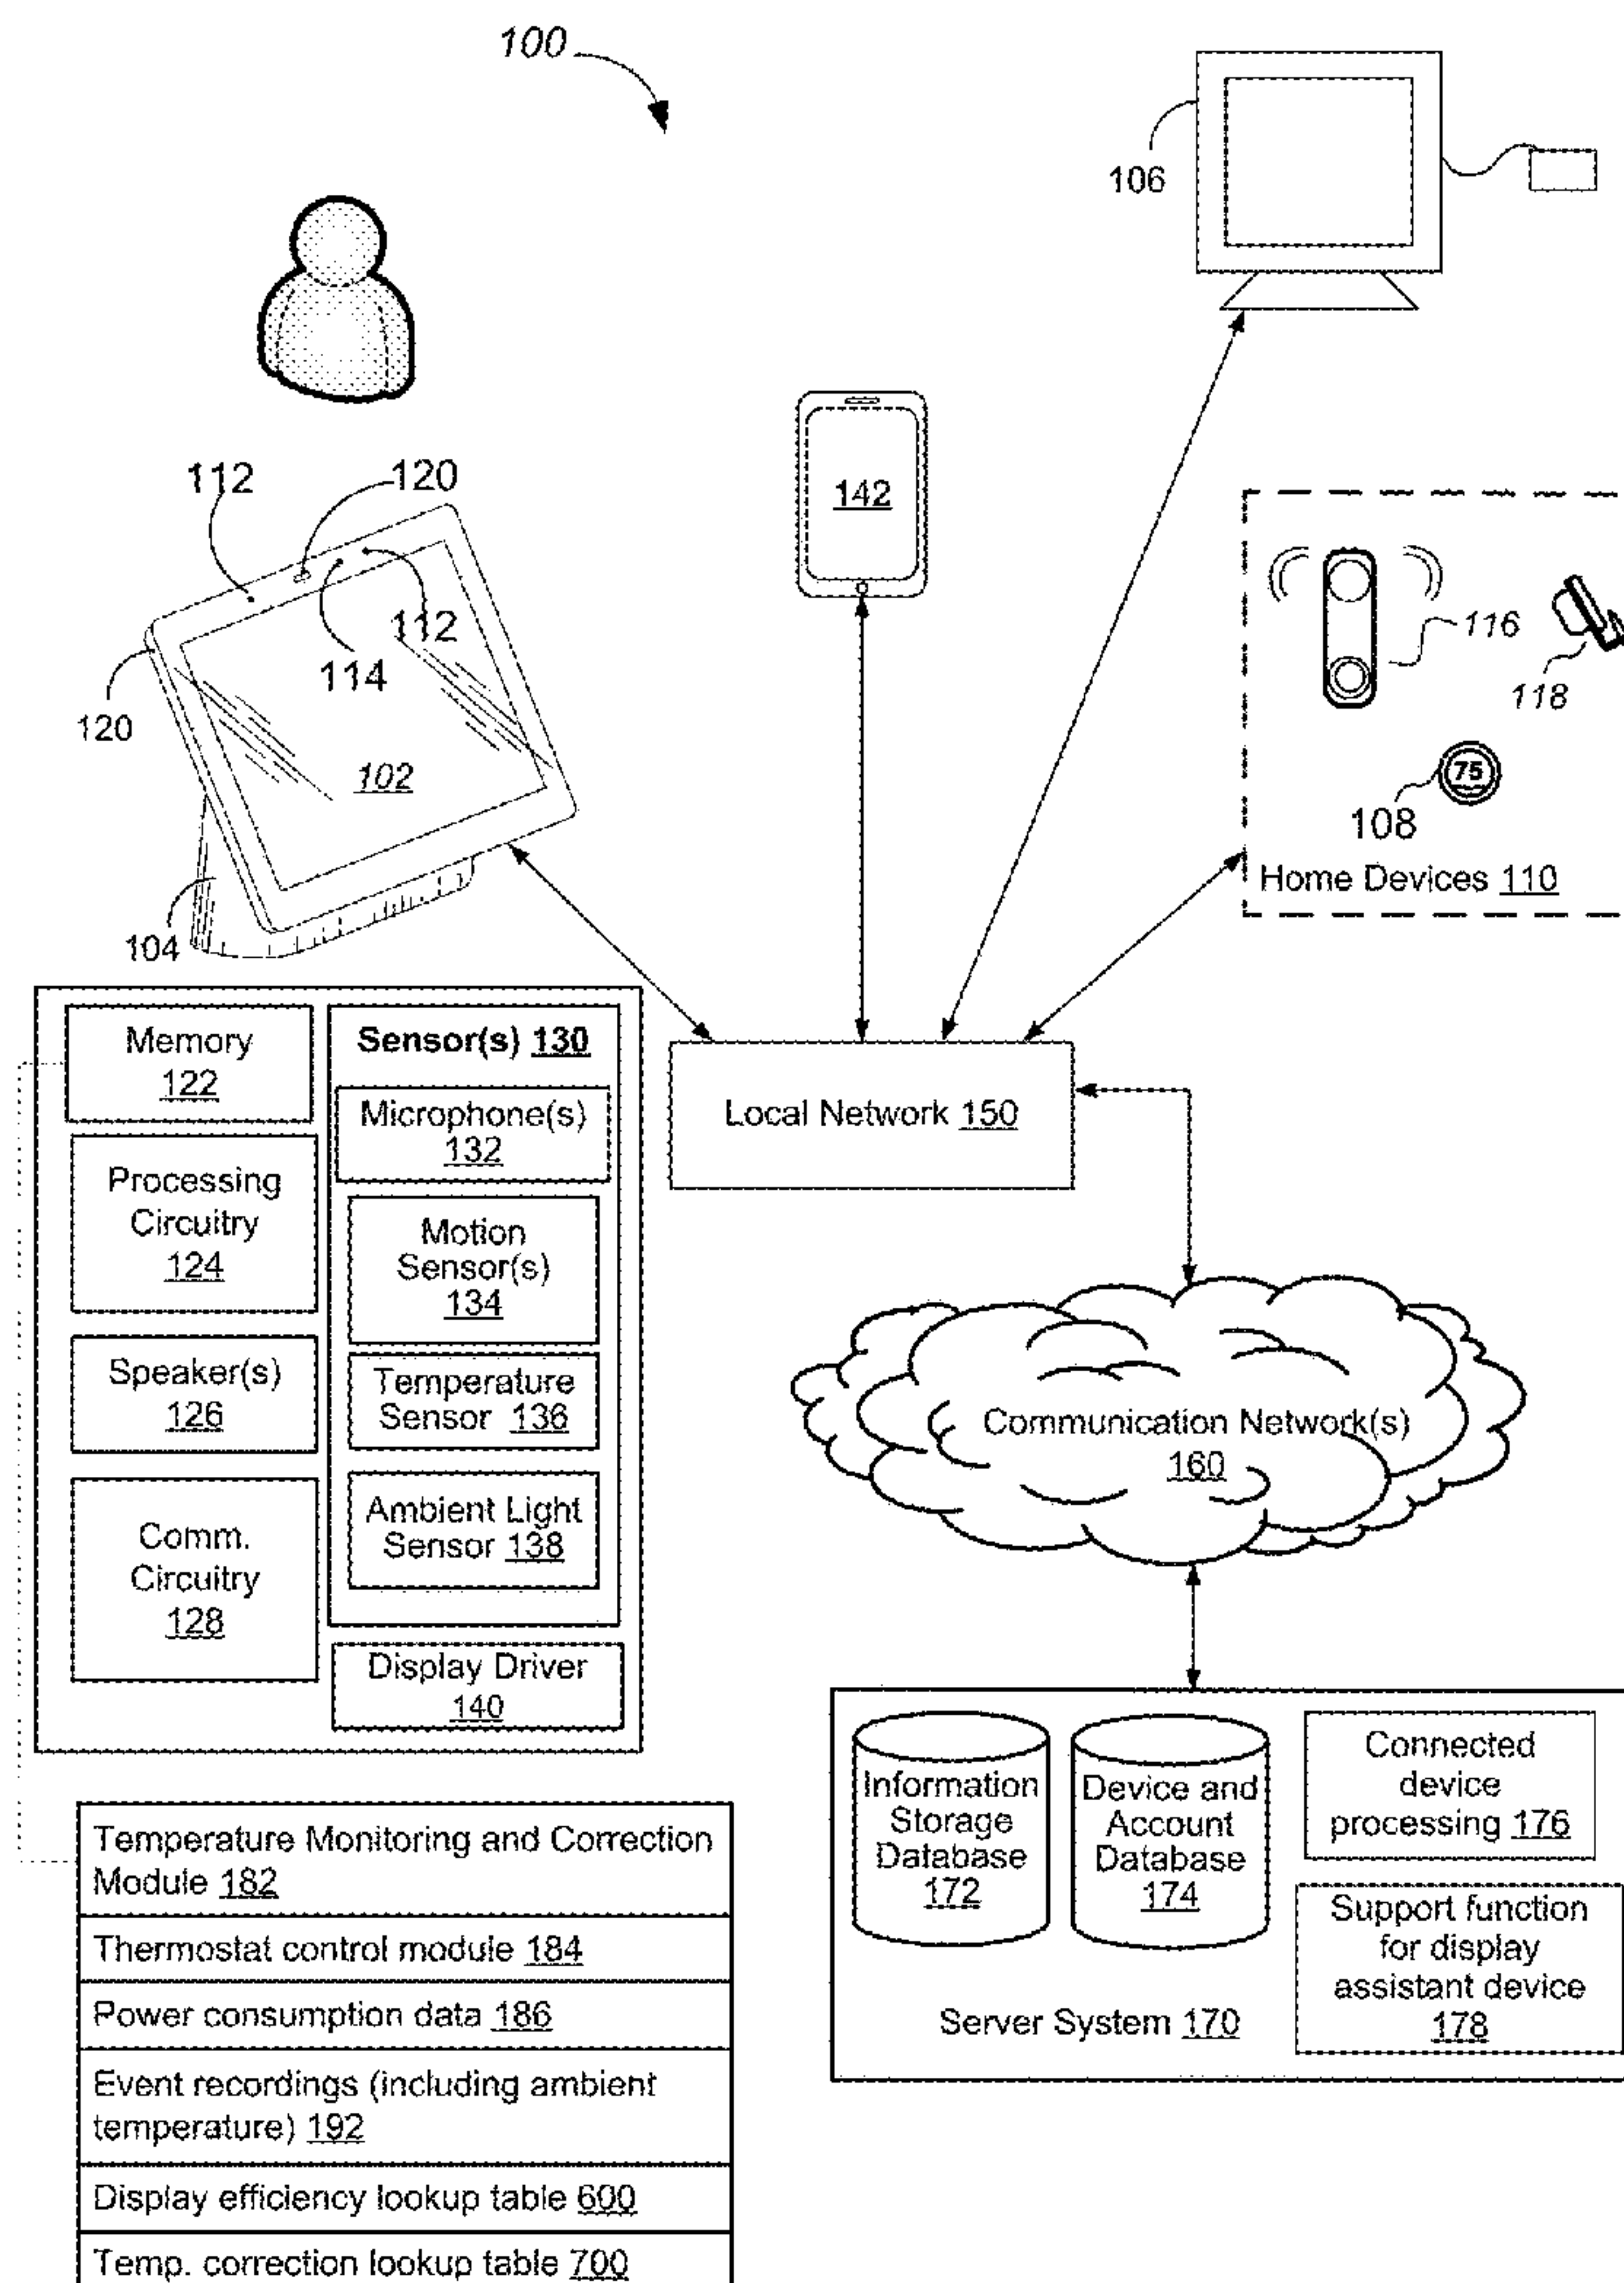 100
106
112
120
142
112
114
116
118
120
102
75
108
104
Home Devices 110
Memory
122
Processing
Circuitry
124
Speaker(s)
126
Comm.
Circuitry
128
Sensor(s) 130
Microphone(s)
132
Motion
Sensor(s)
134
Temperature
Sensor 136
Ambient Light
Sensor 138
Display Driver
140
Local Network 150
Communication Network(s)
160
Information
Storage
Database
172
Device and
Account
Database
174
Connected
device
processing 176
Support function
for display
assistant device
178
Server System 170
Temperature Monitoring and Correction
Module 182
Thermostat control module 184
Power consumption data 186
Event recordings (including ambient
temperature) 192
Display efficiency lookup table 600
Temp. correction lookup table 700